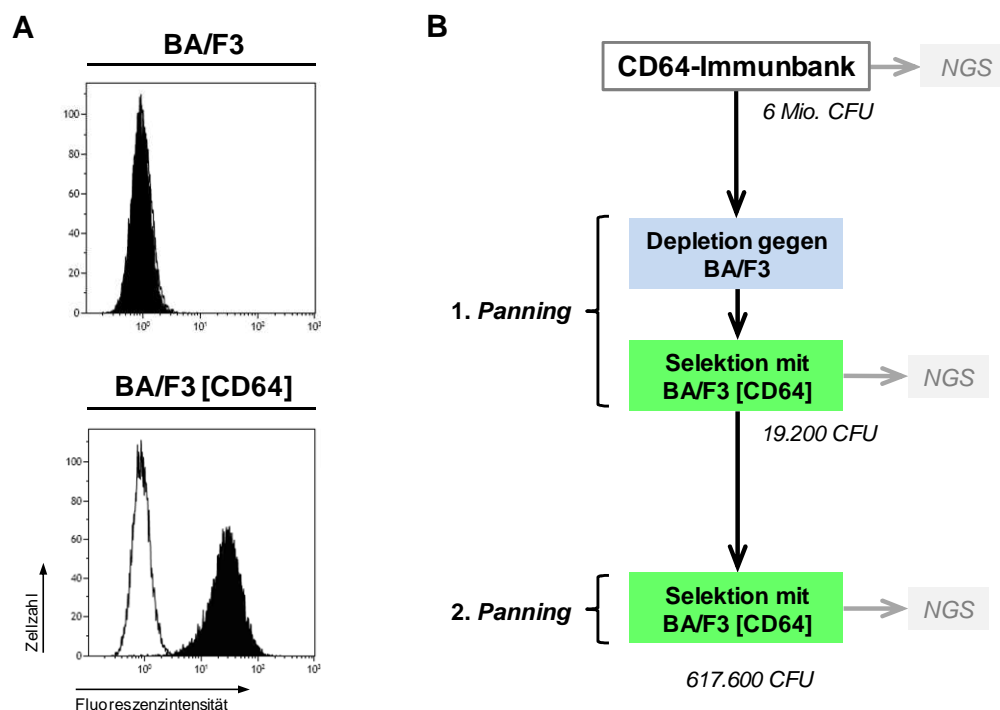 A
BA/F3
100
80
60
40
20
0
10⁰
10¹
10²
10³
BA/F3 [CD64]
100
80
60
40
20
0
10⁰
10¹
10²
10³
Zellzahl
Fluoreszenzintensität
B
CD64-Immunbank
NGS
6 Mio. CFU
1. Panning
Depletion gegen
BA/F3
Selektion mit
BA/F3 [CD64]
NGS
19.200 CFU
2. Panning
Selektion mit
BA/F3 [CD64]
NGS
617.600 CFU